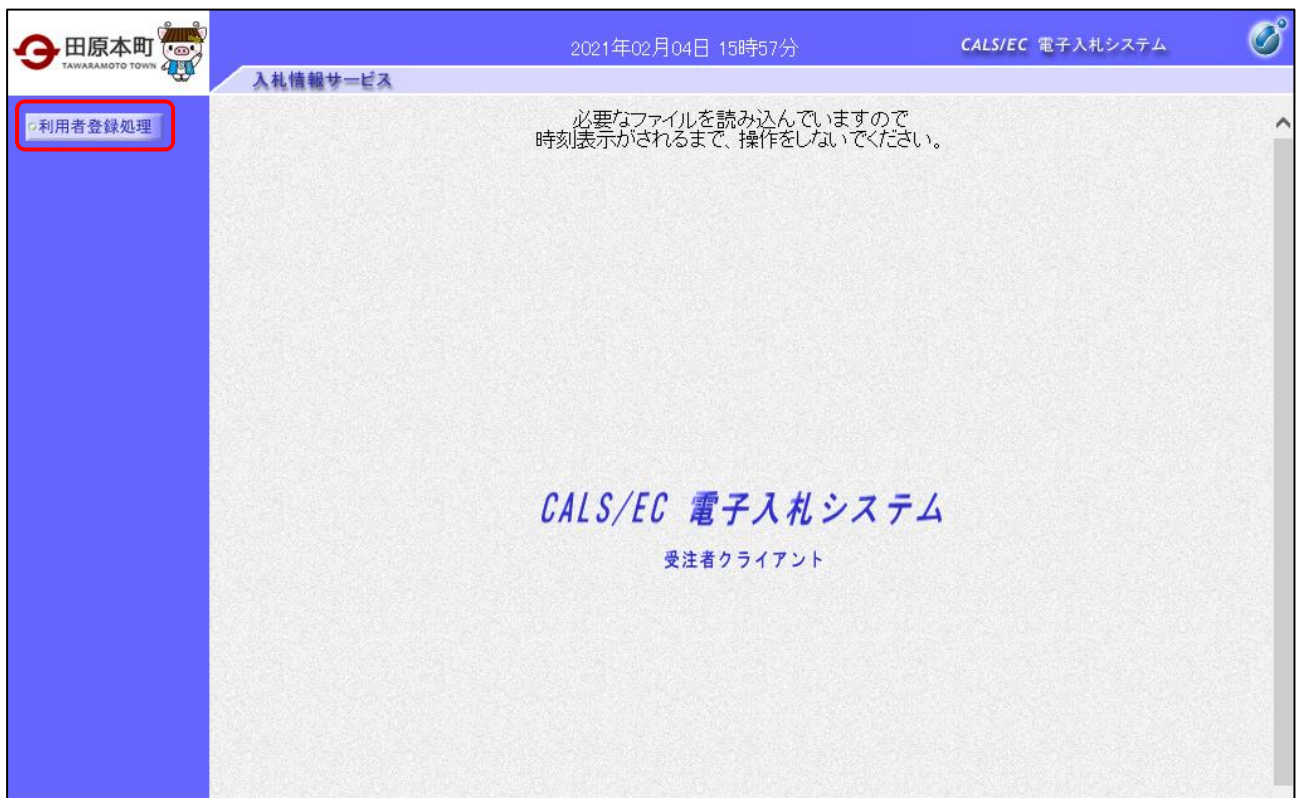 田原本町
TAWARAMOTO TOWN
2021年02月04日 15時57分
CALS/EC 電子入札システム
入札情報サービス
利用者登録処理
必要なファイルを読み込んでいますので
時刻表示がされるまで、操作をしないでください。
CALS/EC 電子入札システム
受注者クライアント